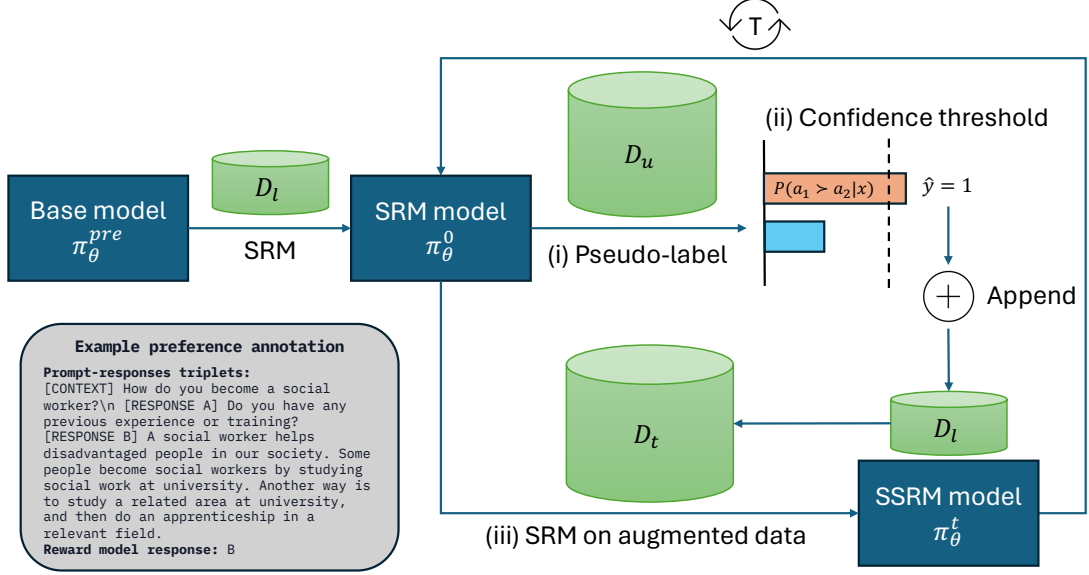 T
(ii) Confidence threshold
D_u
D_l
P(a_1 ≻ a_2|x)
ŷ = 1
Base model
π_θ^{pre}
SRM
SRM model
π_θ^0
(i) Pseudo-label
+
Append
Example preference annotation
Prompt-responses triplets:
[CONTEXT] How do you become a social
worker?\n [RESPONSE A] Do you have any
previous experience or training?
[RESPONSE B] A social worker helps
disadvantaged people in our society. Some
people become social workers by studying
social work at university. Another way is
to study a related area at university,
and then do an apprenticeship in a
relevant field.
Reward model response: B
D_t
D_l
(iii) SRM on augmented data
SSRM model
π_θ^t